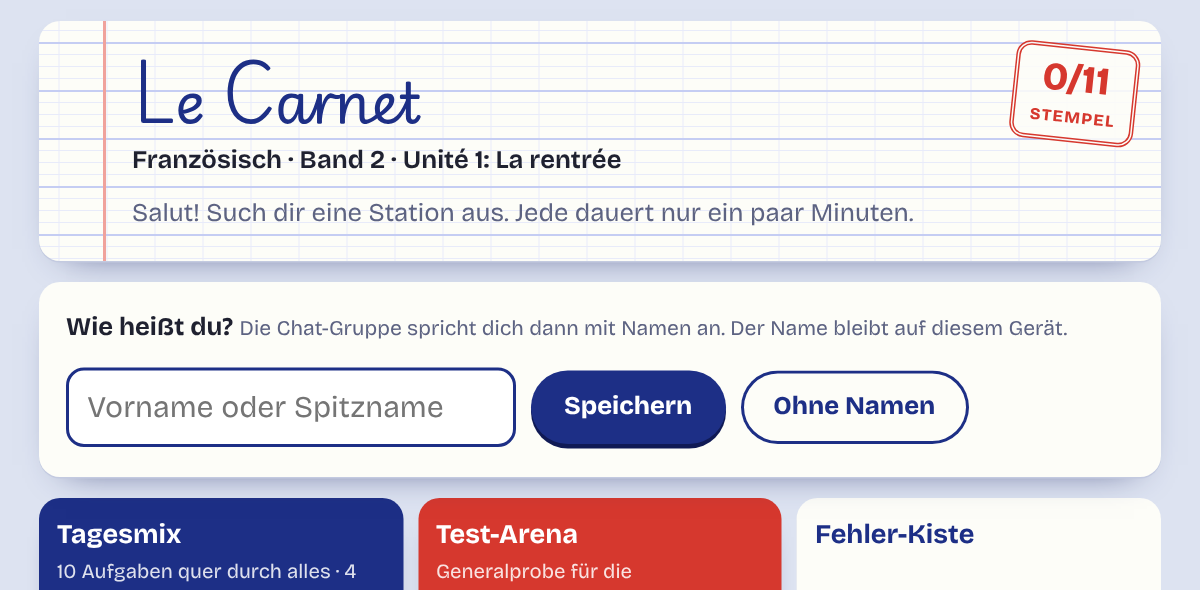 Le Carnet
0/11
STEMPEL
Französisch · Band 2 · Unité 1: La rentrée
Salut! Such dir eine Station aus. Jede dauert nur ein paar Minuten.
Wie heißt du? Die Chat-Gruppe spricht dich dann mit Namen an. Der Name bleibt auf diesem Gerät.
Vorname oder Spitzname
Speichern
Ohne Namen
Tagesmix
10 Aufgaben quer durch alles · 4
Test-Arena
Generalprobe für die
Fehler-Kiste